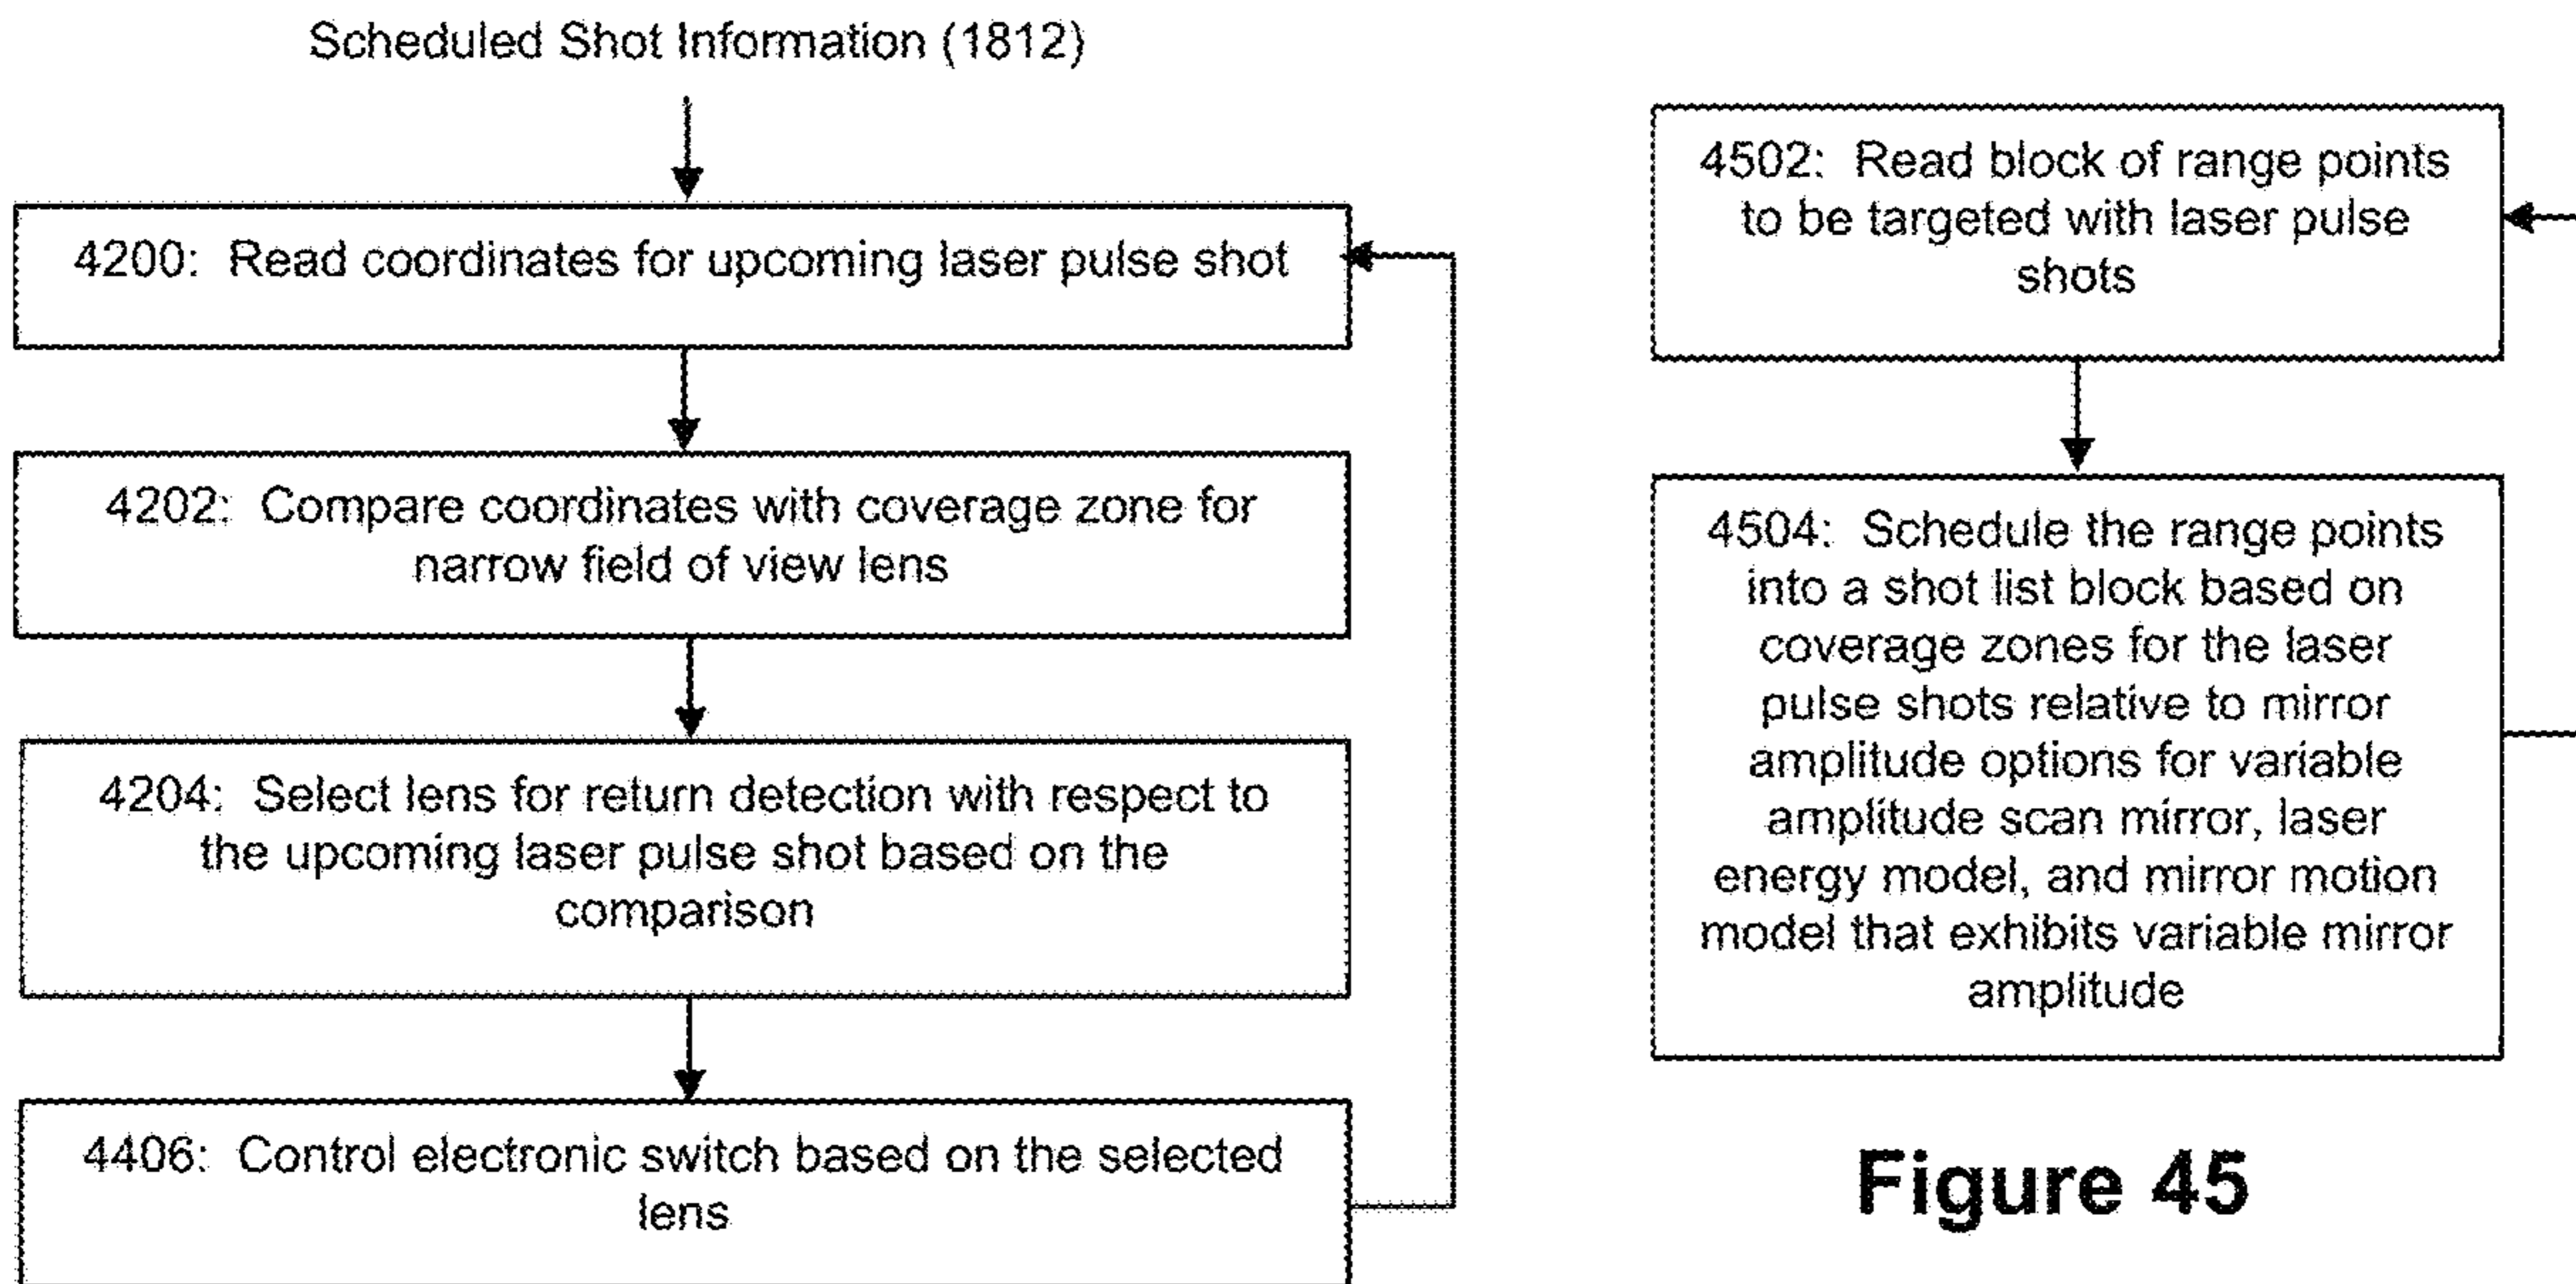 Scheduled Shot Information (1812)
4200: Read coordinates for upcoming laser pulse shot
4202: Compare coordinates with coverage zone for
narrow field of view lens
4204: Select lens for return detection with respect to
the upcoming laser pulse shot based on the
comparison
4406: Control electronic switch based on the selected
lens
4502: Read block of range points
to be targeted with laser pulse
shots
4504: Schedule the range points
into a shot list block based on
coverage zones for the laser
pulse shots relative to mirror
amplitude options for variable
amplitude scan mirror, laser
energy model, and mirror motion
model that exhibits variable mirror
amplitude
Figure 45